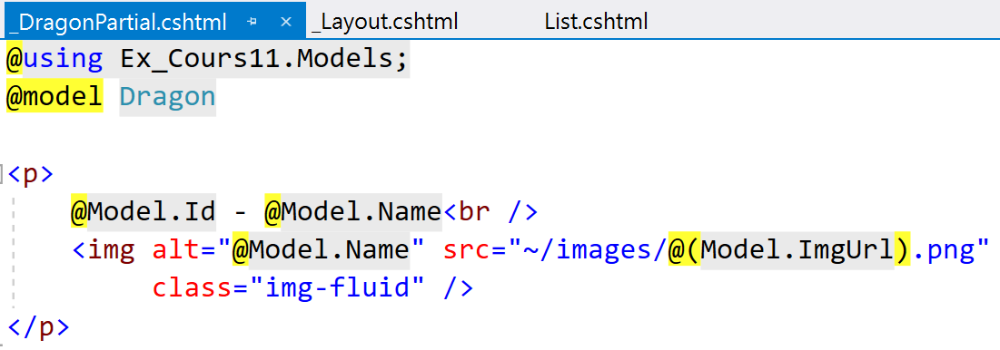 _DragonPartial.cshtml _Layout.cshtml List.cshtml
@using Ex_Cours11.Models;
@model Dragon
<p>
@Model.Id - @Model.Name<br />
<img alt="@Model.Name" src="~/images/@(Model.ImgUrl).png"
class="img-fluid" />
</p>